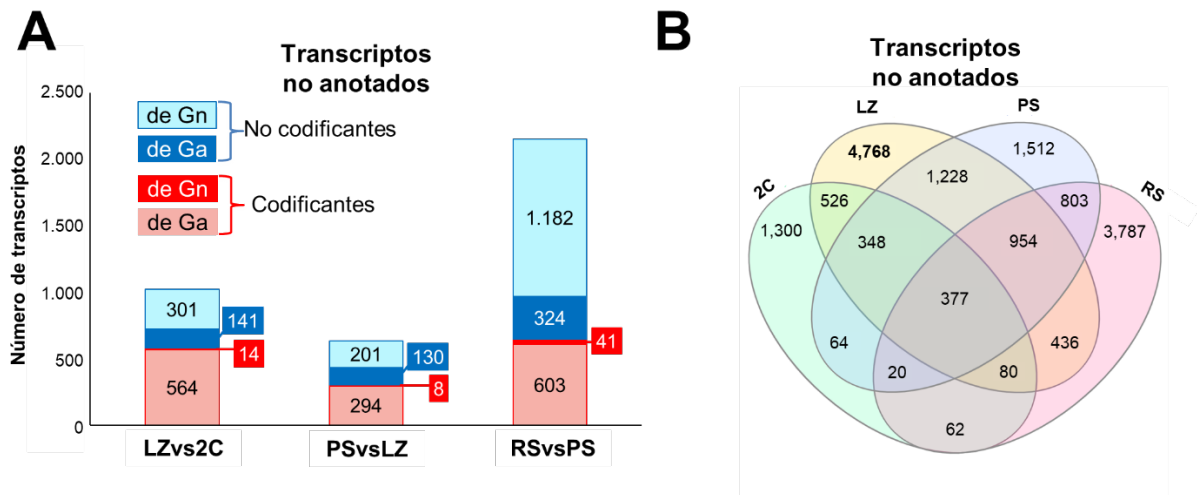 A
Transcriptos
no anotados
Número de transcriptos
2.500
2.000
1.500
1.000
500
0
de Gn
de Ga
No codificantes
de Gn
de Ga
Codificantes
301
141
14
564
201
130
8
294
1.182
324
41
603
LZvs2C
PSvsLZ
RSvsPS
B
Transcriptos
no anotados
LZ
PS
2C
RS
4,768
1,512
1,228
526
803
1,300
348
954
3,787
377
64
436
20
80
62